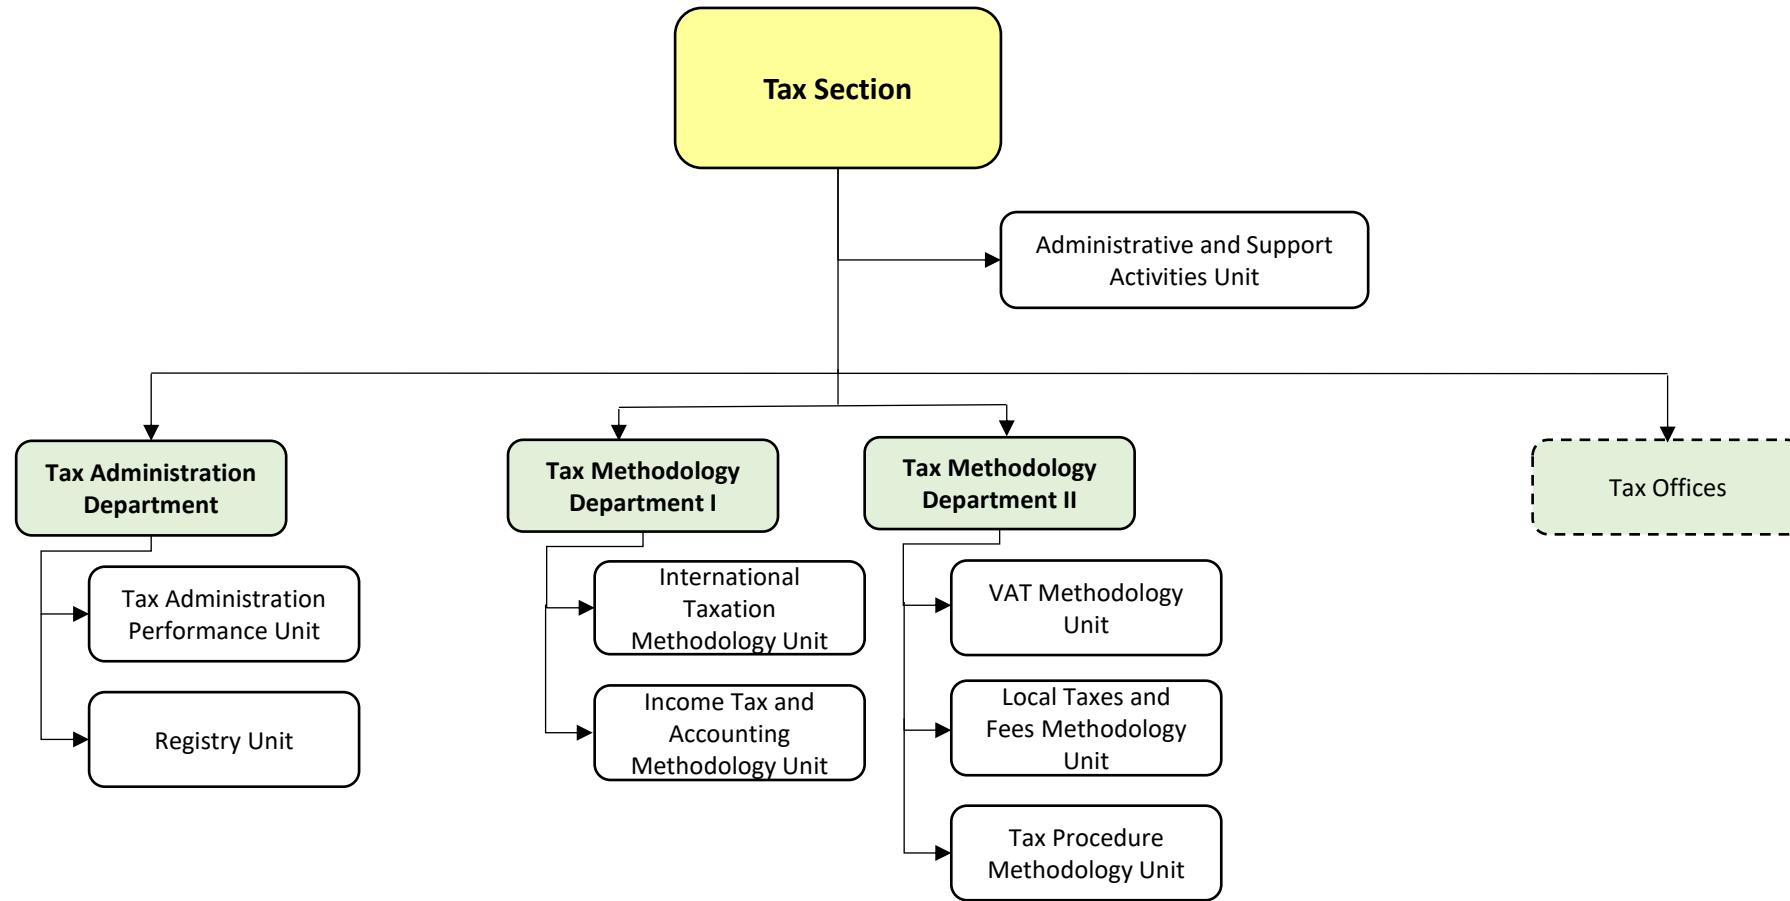 Tax Section
Administrative and Support
Activities Unit
Tax Administration
Department
Tax Methodology
Department I
Tax Methodology
Department II
Tax Offices
Tax Administration
Performance Unit
Registry Unit
International
Taxation
Methodology Unit
Income Tax and
Accounting
Methodology Unit
VAT Methodology
Unit
Local Taxes and
Fees Methodology
Unit
Tax Procedure
Methodology Unit